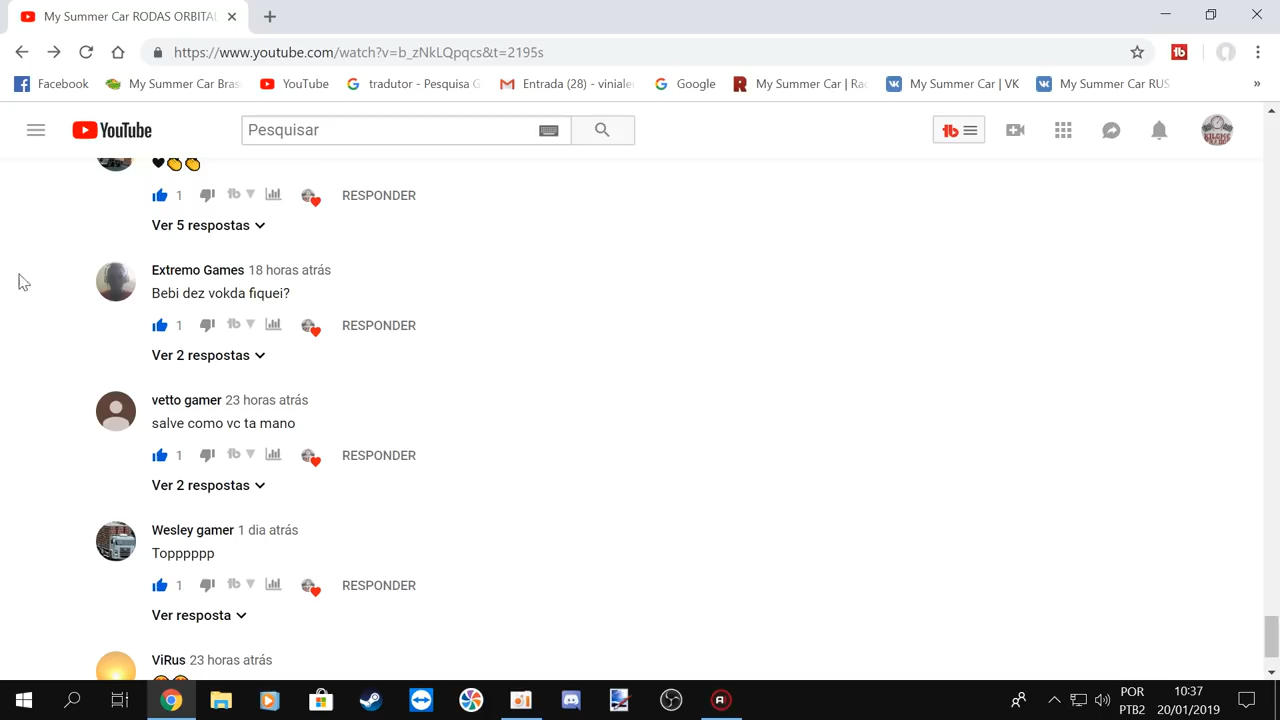 My Summer Car RODAS ORBITAL
https://www.youtube.com/watch?v=b_zNkLQpqcs&t=2195s
Facebook My Summer Car Bras YouTube tradutor - Pesquisa G Entrada (28) - viniale Google My Summer Car | Rac My Summer Car | VK My Summer Car RUS »
YouTube Pesquisar
1 RESPONDER
Ver 5 respostas
Extremo Games 18 horas atrás
Bebi dez vokda fiquei?
1 RESPONDER
Ver 2 respostas
vetto gamer 23 horas atrás
salve como vc ta mano
1 RESPONDER
Ver 2 respostas
Wesley gamer 1 dia atrás
Topppppp
1 RESPONDER
Ver resposta
ViRus 23 horas atrás
POR 10:37
PTB2 20/01/2019